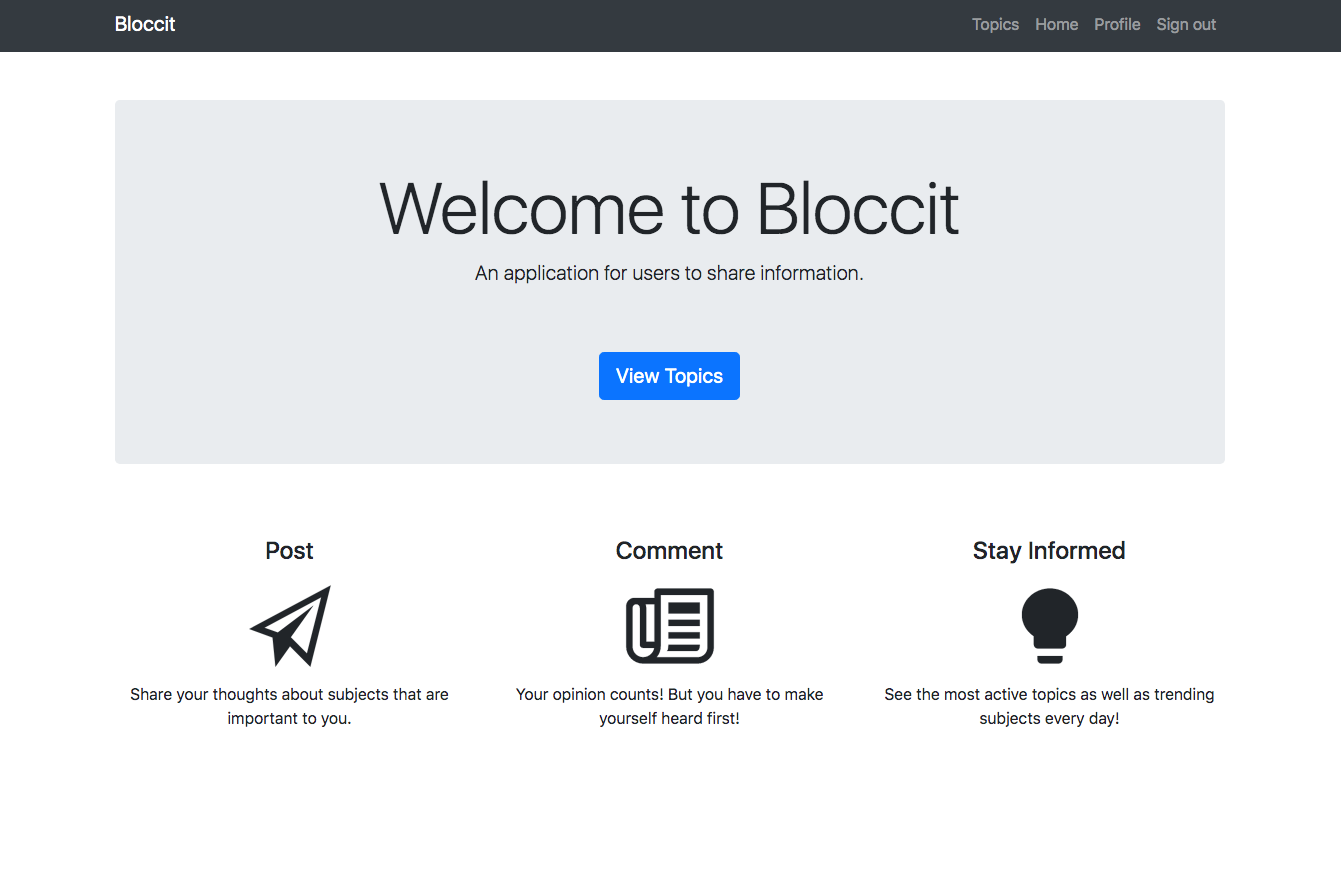 Bloccit
Topics Home Profile Sign out
Welcome to Bloccit
An application for users to share information.
View Topics
Post
Share your thoughts about subjects that are
important to you.
Comment
Your opinion counts! But you have to make
yourself heard first!
Stay Informed
See the most active topics as well as trending
subjects every day!